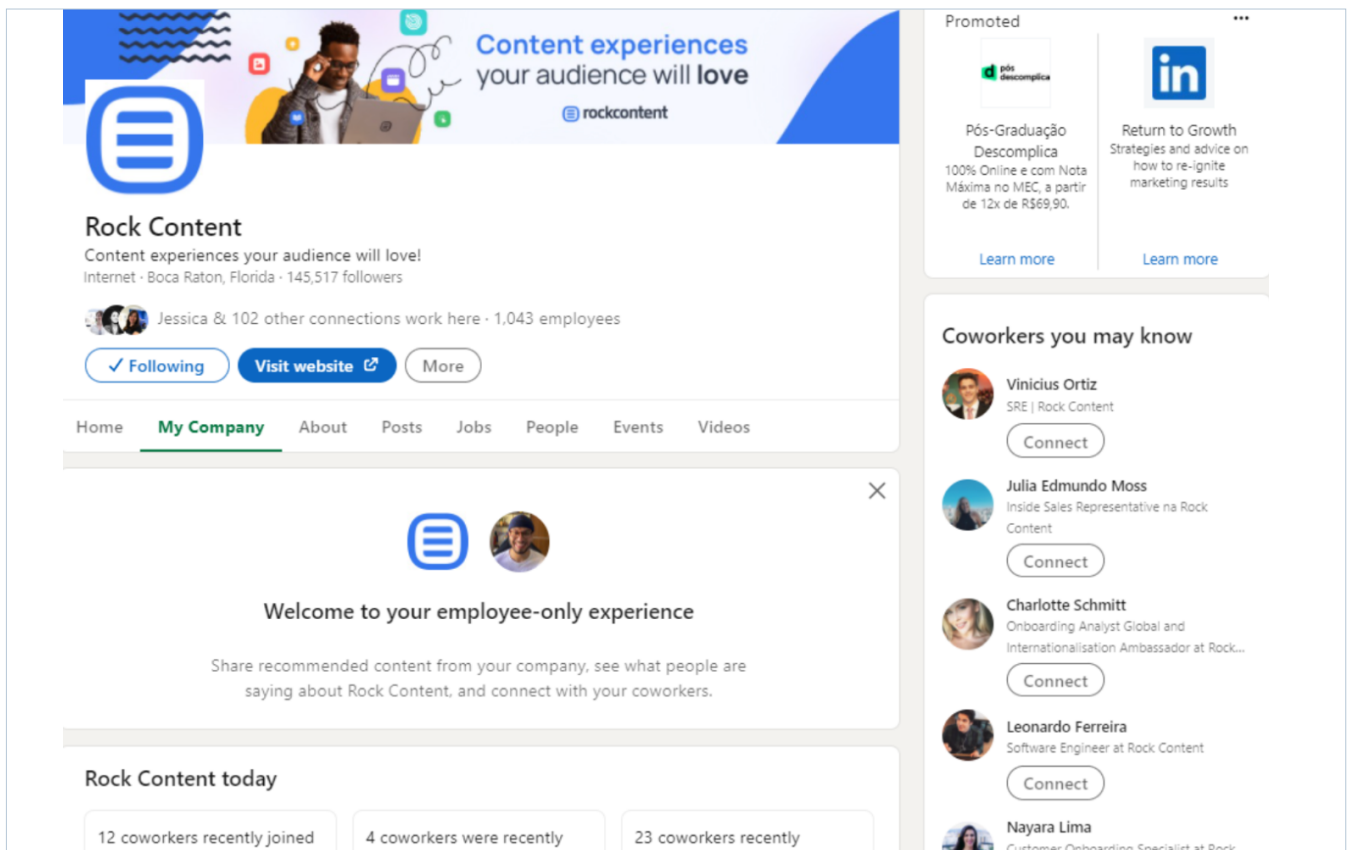 Content experiences
your audience will love
rockcontent
Rock Content
Content experiences your audience will love!
Internet · Boca Raton, Florida · 145,517 followers
Jessica & 102 other connections work here · 1,043 employees
Following
Visit website
More
Home
My Company
About
Posts
Jobs
People
Events
Videos
Welcome to your employee-only experience
Share recommended content from your company, see what people are
saying about Rock Content, and connect with your coworkers.
Rock Content today
12 coworkers recently joined
4 coworkers were recently
23 coworkers recently
Promoted
pós
descomplica
Pós-Graduação
Descomplica
100% Online e com Nota
Máxima no MEC, a partir
de 12x de R$69,90.
Learn more
in
Return to Growth
Strategies and advice on
how to re-ignite
marketing results
Learn more
Coworkers you may know
Vinicius Ortiz
SRE | Rock Content
Connect
Julia Edmundo Moss
Inside Sales Representative na Rock
Content
Connect
Charlotte Schmitt
Onboarding Analyst Global and
Internationalisation Ambassador at Rock...
Connect
Leonardo Ferreira
Software Engineer at Rock Content
Connect
Nayara Lima
Customer Onboarding Specialist at Rock